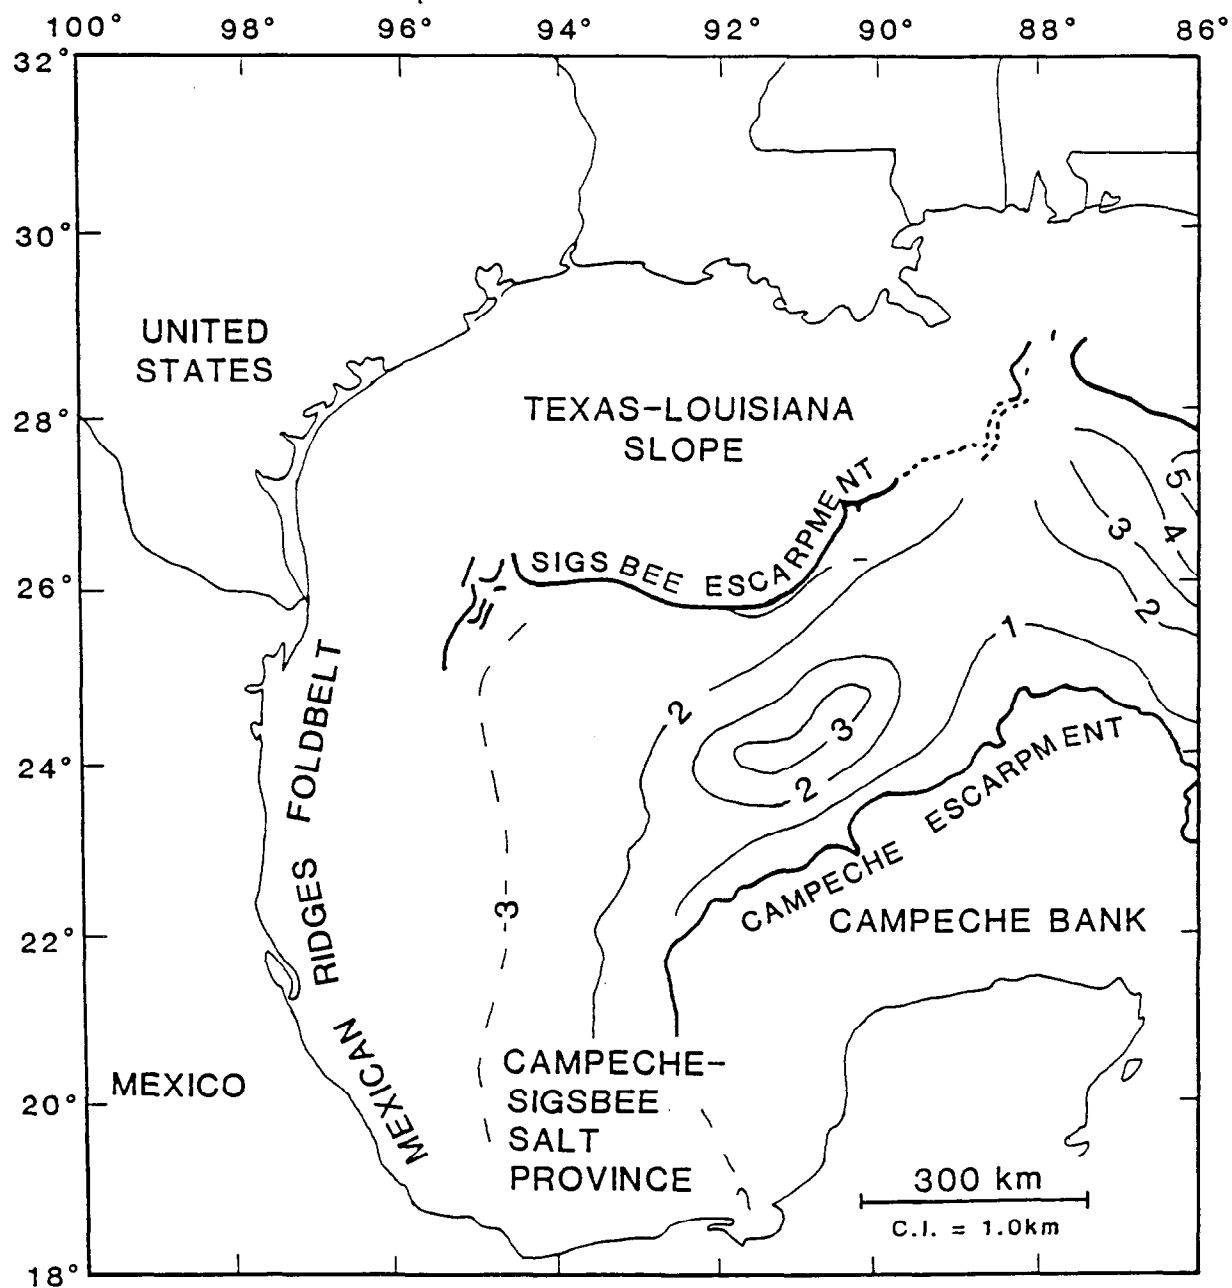 100° 98° 96° 94° 92° 90° 88° 86°
32°
30°
UNITED
STATES
28°
TEXAS-LOUISIANA
SLOPE
5
3
4
SIGSBEE ESCARPMENT
26°
2
1
MEXICAN RIDGES FOLDBELT
2
3
24°
2
CAMPECHE ESCARPMENT
3
22°
CAMPECHE BANK
CAMPECHE-
SIGSBEE
SALT
PROVINCE
MEXICO
20°
300 km
C.I. = 1.0km
18°